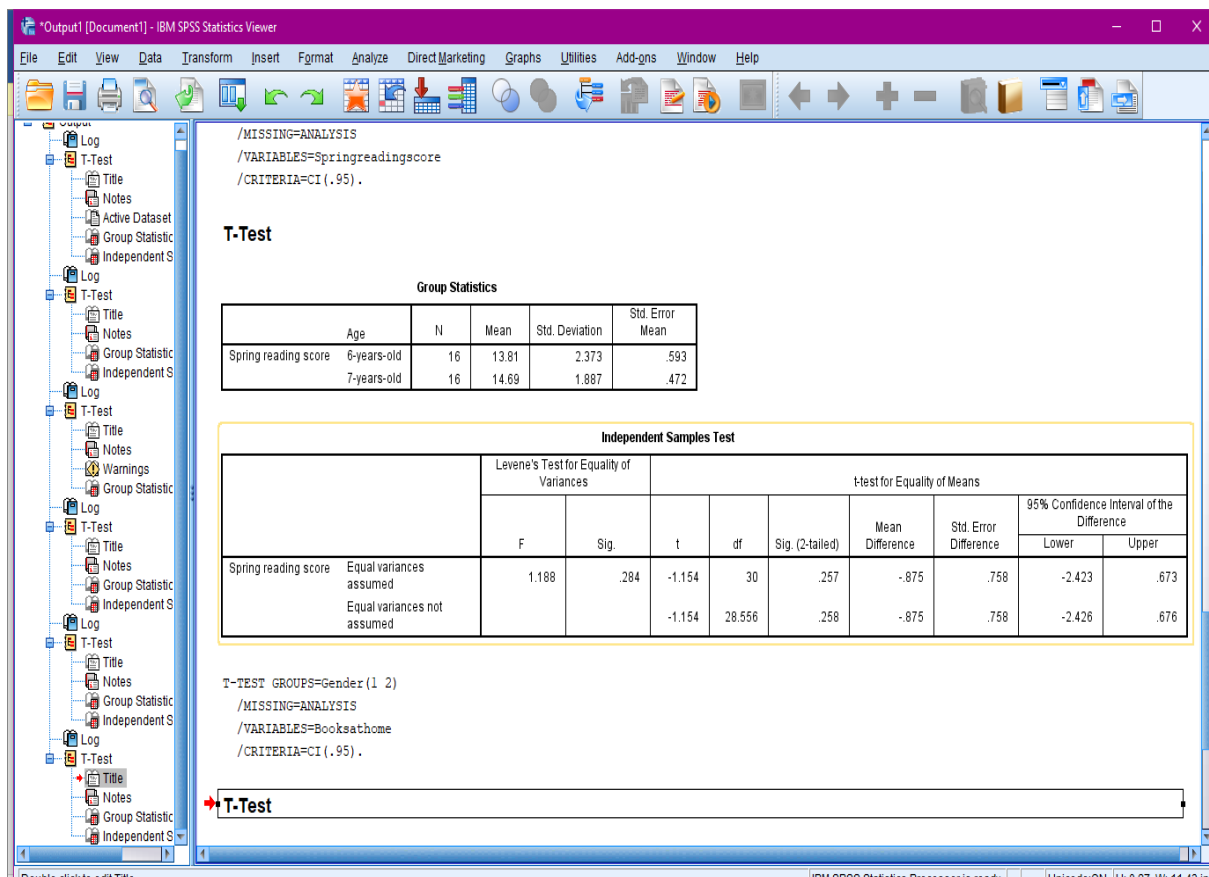 *Output1 [Document1] - IBM SPSS Statistics Viewer
File Edit View Data Transform Insert Format Analyze Direct Marketing Graphs Utilities Add-ons Window Help
Output
Log
T-Test
Title
Notes
Active Dataset
Group Statistic
Independent S
Log
T-Test
Title
Notes
Group Statistic
Independent S
Log
T-Test
Title
Notes
Warnings
Group Statistic
Log
T-Test
Title
Notes
Group Statistic
Independent S
Log
T-Test
Title
Notes
Group Statistic
Independent S
Log
T-Test
Title
Notes
Group Statistic
Independent S
/MISSING=ANALYSIS
/VARIABLES=Springreadingscore
/CRITERIA=CI(.95).
T-Test
Group Statistics
Age N Mean Std. Deviation Std. Error Mean
Spring reading score 6-years-old 16 13.81 2.373 .593
7-years-old 16 14.69 1.887 .472
Independent Samples Test
Levene's Test for Equality of Variances t-test for Equality of Means
95% Confidence Interval of the Difference
F Sig. t df Sig. (2-tailed) Mean Difference Std. Error Difference Lower Upper
Spring reading score Equal variances assumed 1.188 .284 -1.154 30 .257 -.875 .758 -2.423 .673
Equal variances not assumed -1.154 28.556 .258 -.875 .758 -2.426 .676
T-TEST GROUPS=Gender(1 2)
/MISSING=ANALYSIS
/VARIABLES=Booksathome
/CRITERIA=CI(.95).
T-Test